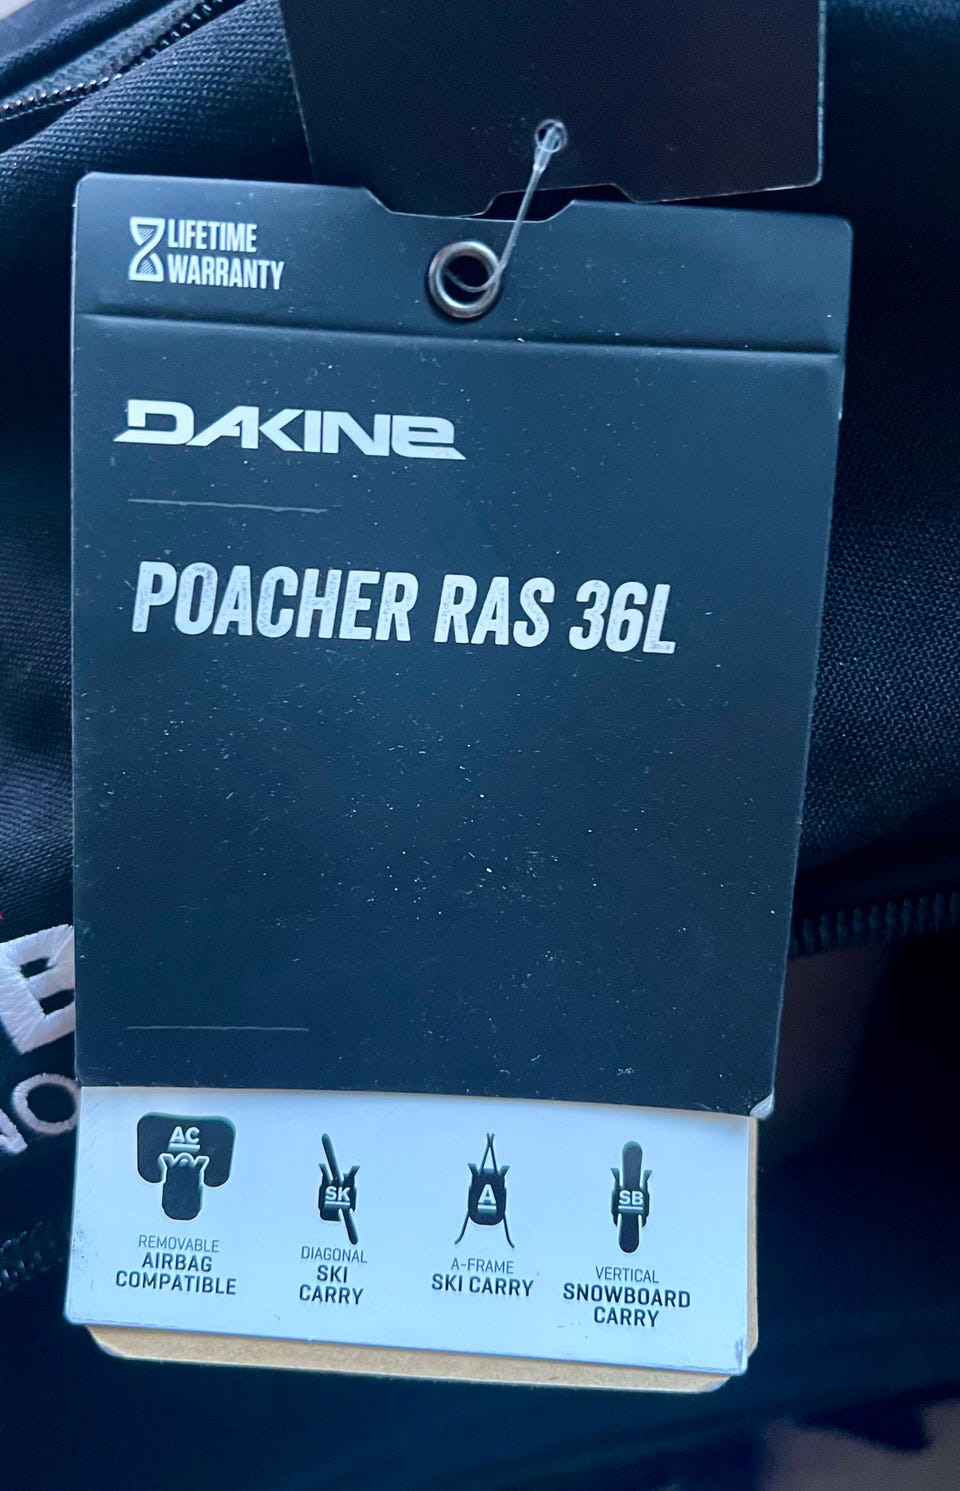 LIFETIME
WARRANTY
DAKINE
POACHER RAS 36L
AC
SK
A
SB
REMOVABLE
AIRBAG
COMPATIBLE
DIAGONAL
SKI
CARRY
A-FRAME
SKI CARRY
VERTICAL
SNOWBOARD
CARRY
B
NO